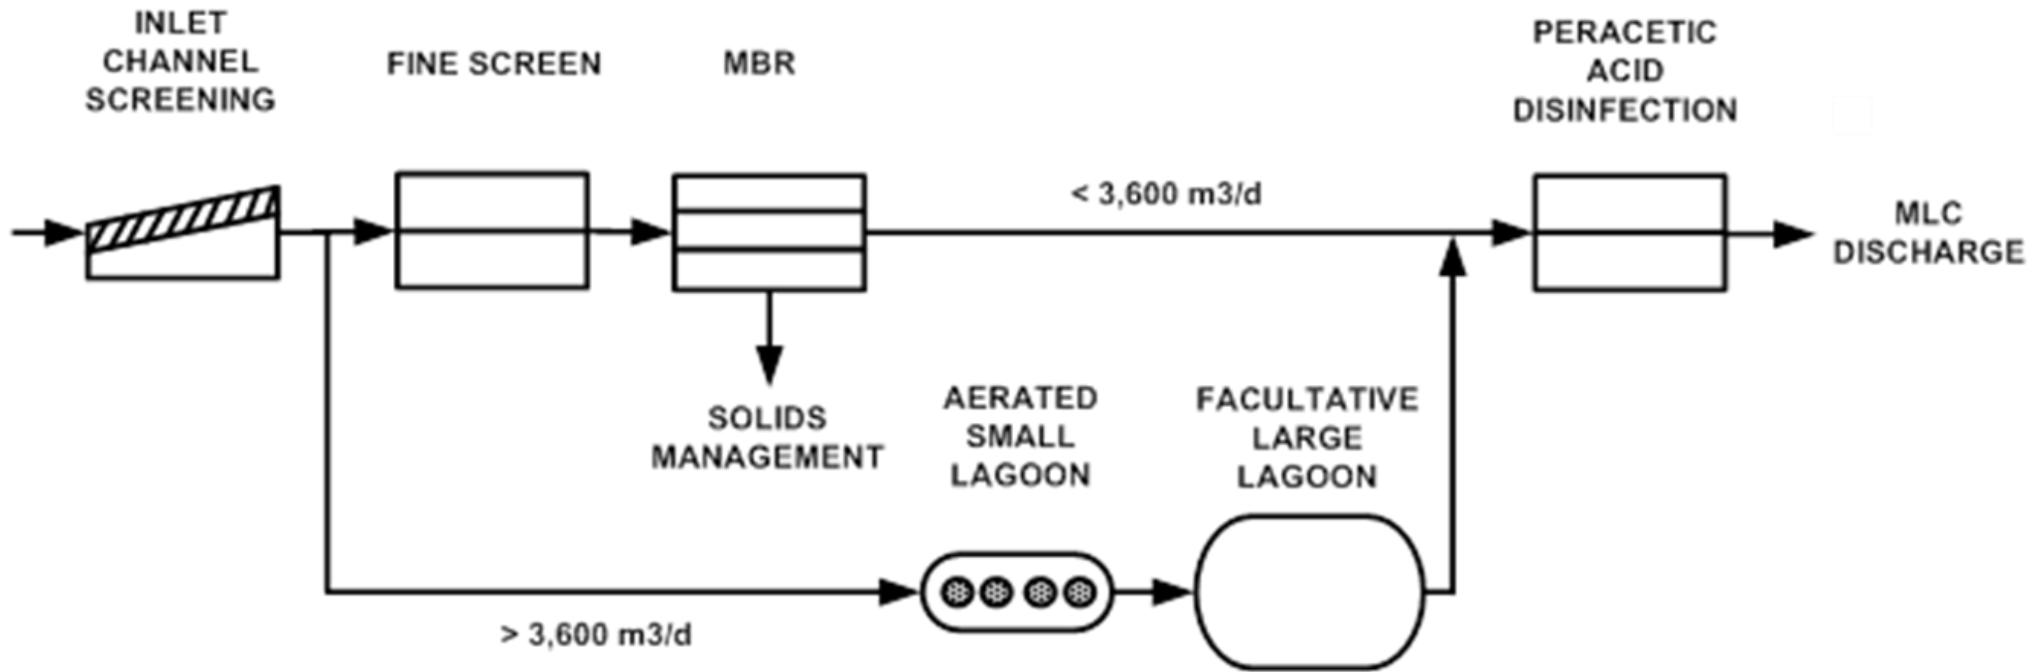 INLET
CHANNEL
SCREENING
FINE SCREEN
MBR
PERACETIC
ACID
DISINFECTION
< 3,600 m3/d
MLC
DISCHARGE
SOLIDS
MANAGEMENT
AERATED
SMALL
LAGOON
FACULTATIVE
LARGE
LAGOON
> 3,600 m3/d